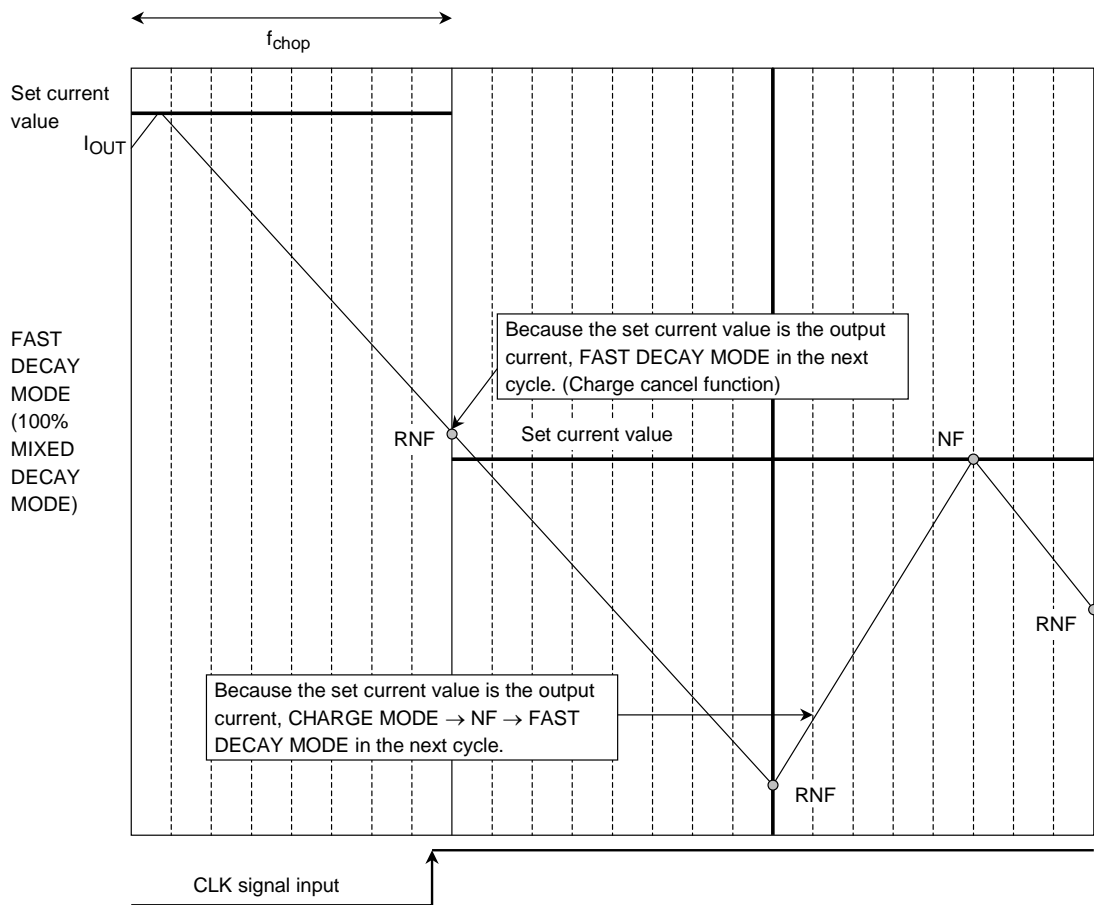 fchop
Set current
value
IOUT
FAST
DECAY
MODE
(100%
MIXED
DECAY
MODE)
Because the set current value is the output
current, FAST DECAY MODE in the next
cycle. (Charge cancel function)
RNF
Set current value
NF
RNF
Because the set current value is the output
current, CHARGE MODE → NF → FAST
DECAY MODE in the next cycle.
RNF
CLK signal input